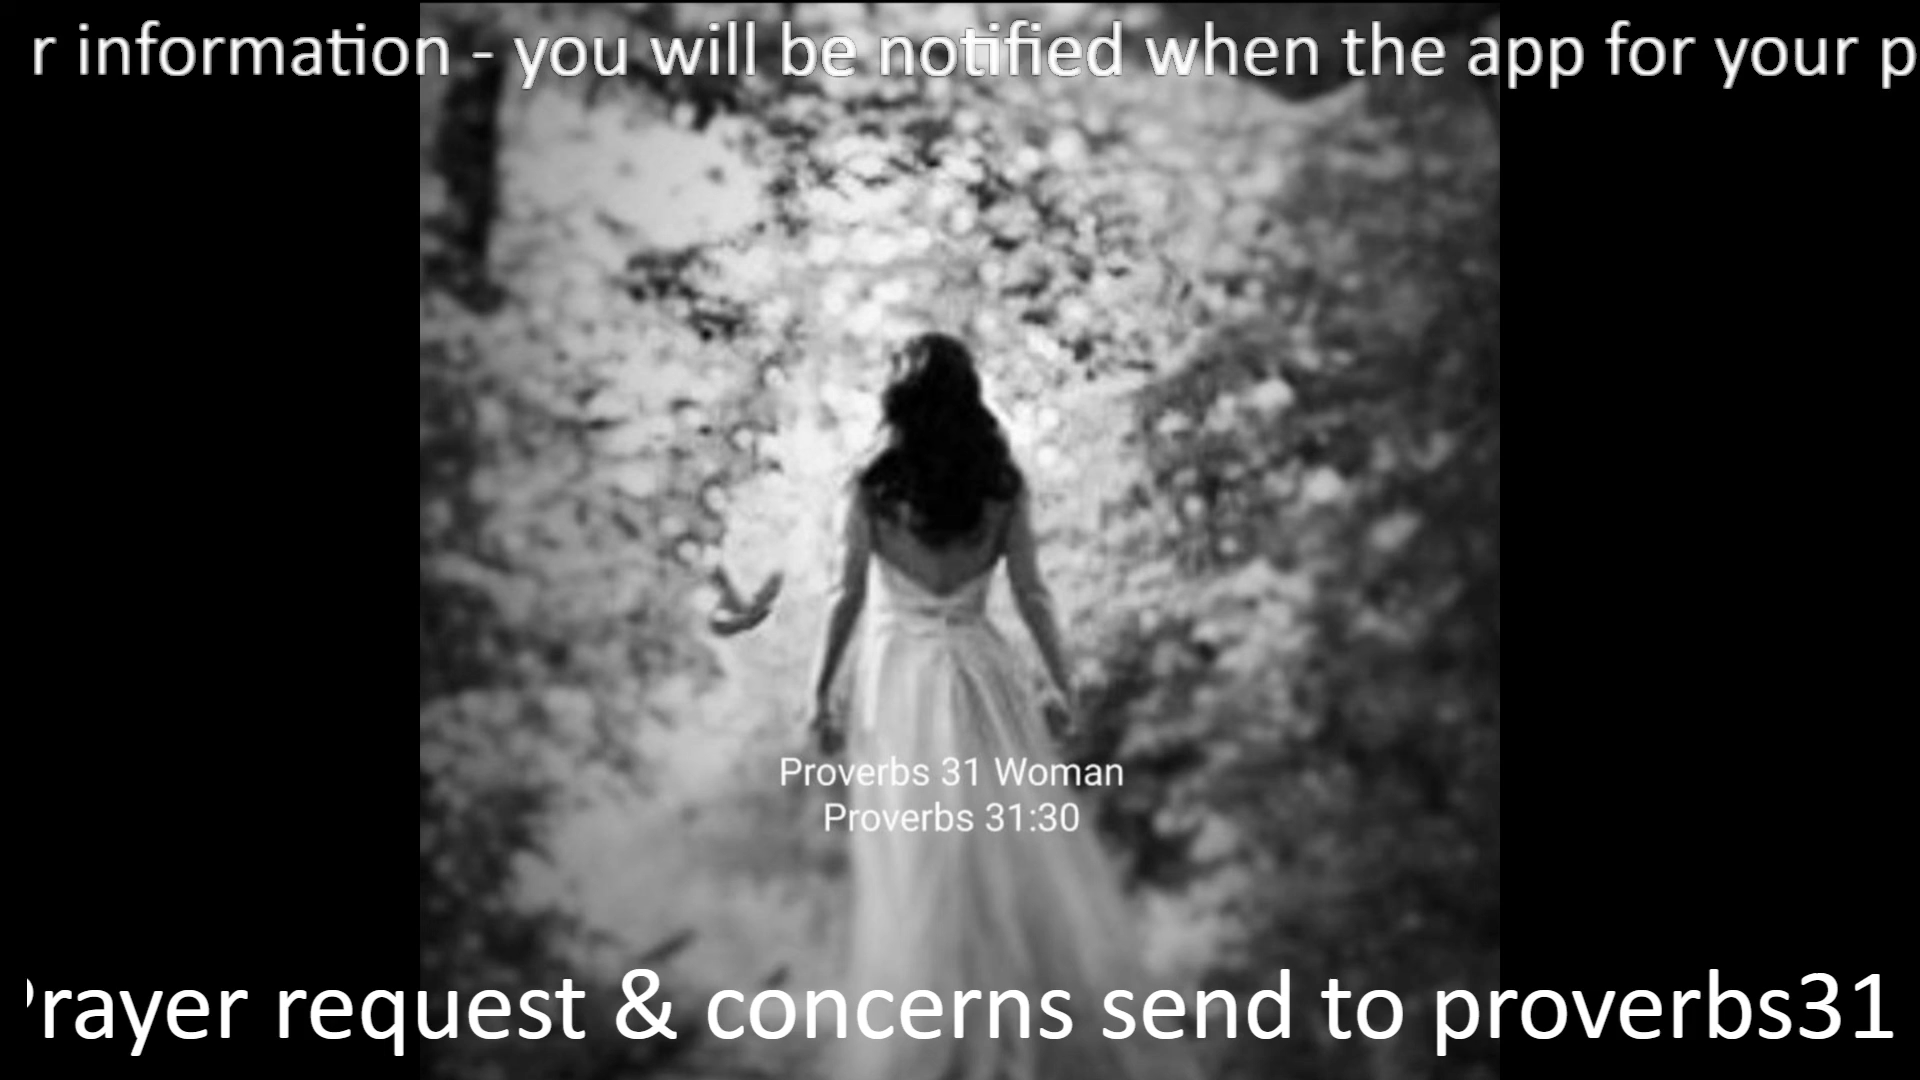 r information - you will be notified when the app for your p
Proverbs 31 Woman
Proverbs 31:30
Prayer request & concerns send to proverbs31